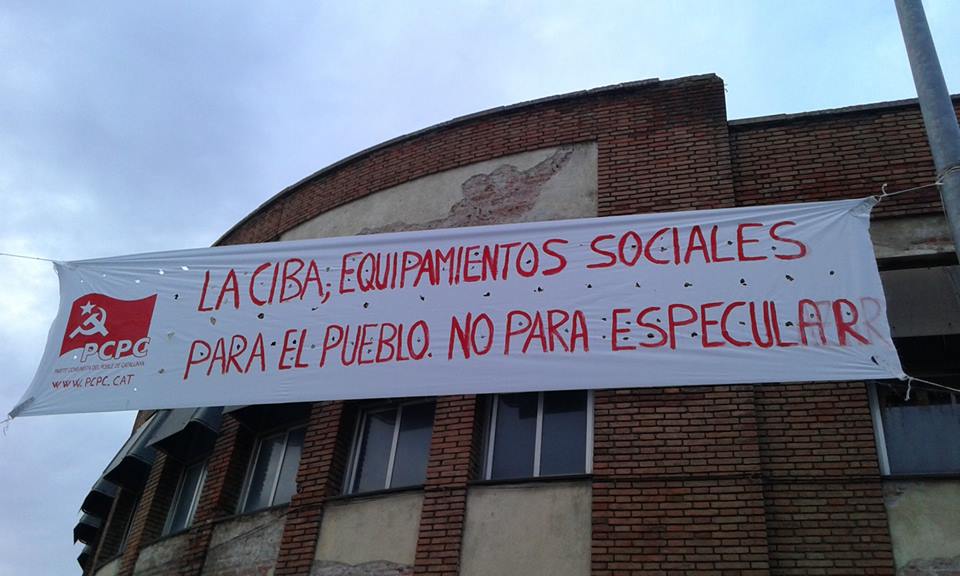 LA CIBA; EQUIPAMIENTOS SOCIALES
PARA EL PUEBLO NO PARA ESPECULAR
PCPC
PARTIT COMUNISTA DEL POBLE DE CATALUNYA
WWW.PCPC.CAT